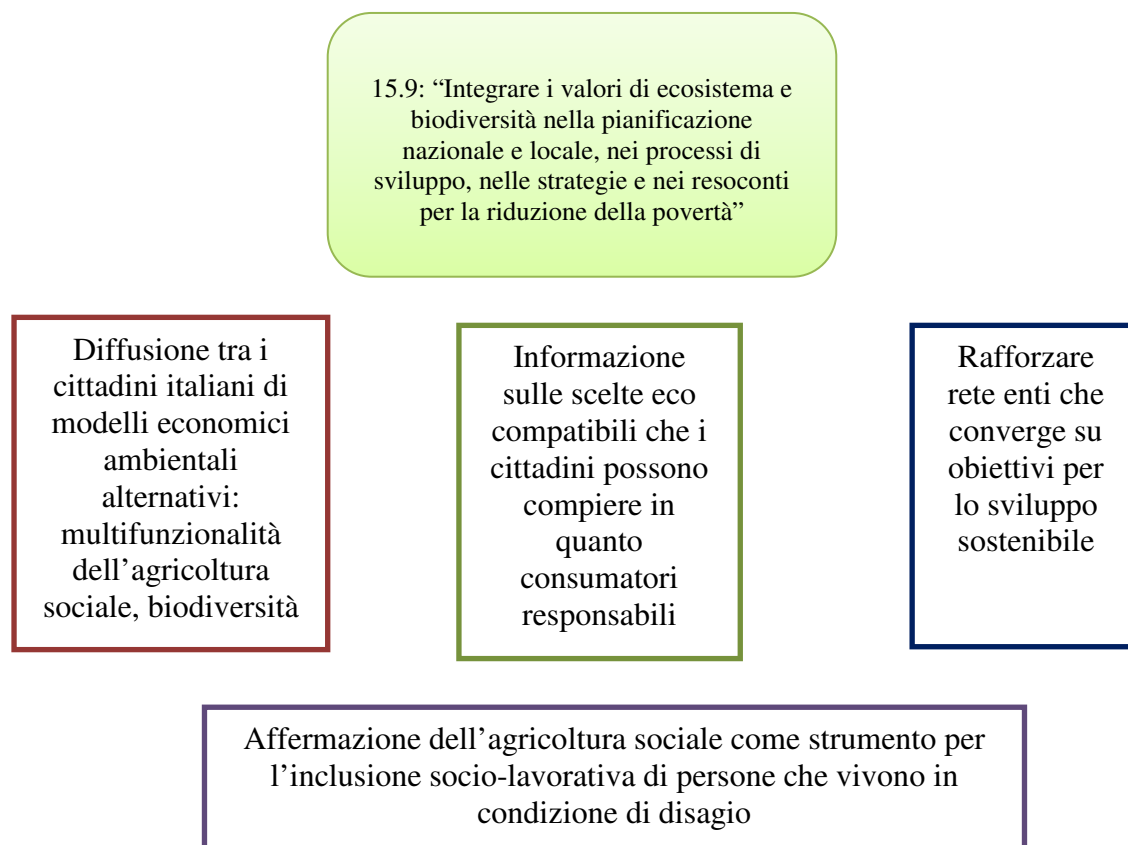 15.9: “Integrare i valori di ecosistema e
biodiversità nella pianificazione
nazionale e locale, nei processi di
sviluppo, nelle strategie e nei resoconti
per la riduzione della povertà”
Diffusione tra i
cittadini italiani di
modelli economici
ambientali
alternativi:
multifunzionalità
dell’agricoltura
sociale, biodiversità
Informazione
sulle scelte eco
compatibili che i
cittadini possono
compiere in
quanto
consumatori
responsabili
Rafforzare
rete enti che
converge su
obiettivi per
lo sviluppo
sostenibile
Affermazione dell’agricoltura sociale come strumento per
l’inclusione socio-lavorativa di persone che vivono in
condizione di disagio